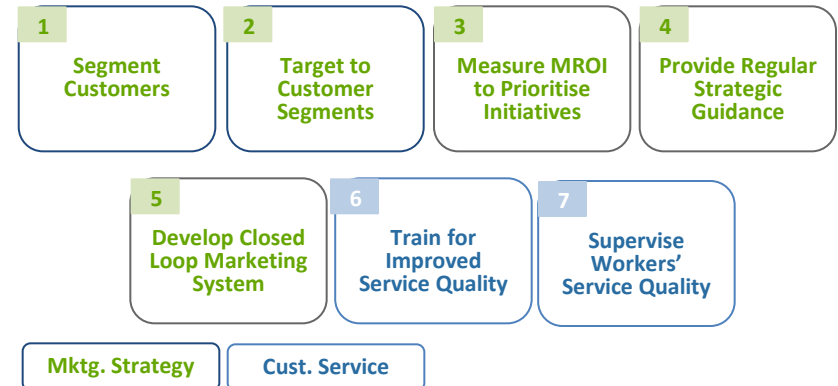 1
Segment
Customers
2
Target to
Customer
Segments
3
Measure MROI
to Prioritise
Initiatives
4
Provide Regular
Strategic
Guidance
5
Develop Closed
Loop Marketing
System
6
Train for
Improved
Service Quality
7
Supervise
Workers’
Service Quality
Mktg. Strategy
Cust. Service